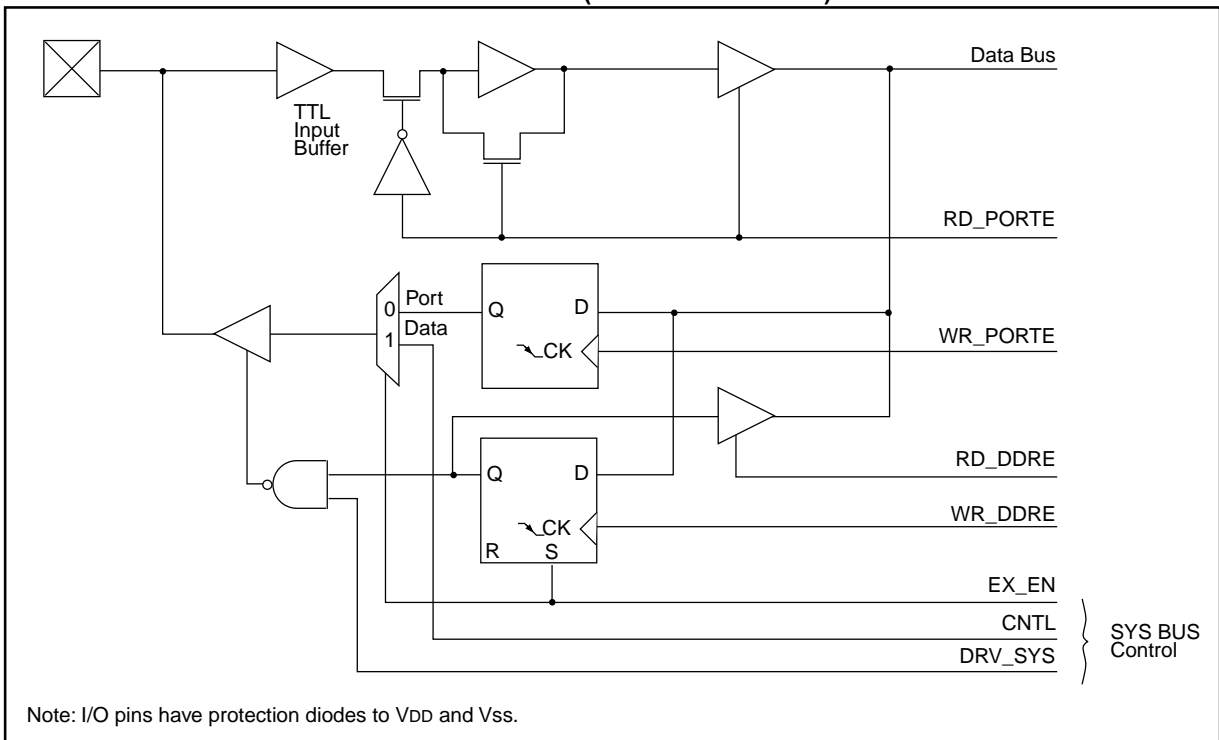 Data Bus
TTL
Input
Buffer
RD_PORTE
0
Port
Q
D
1
Data
CK
WR_PORTE
RD_DDRE
Q
D
CK
WR_DDRE
R
S
EX_EN
CNTL
DRV_SYS
SYS BUS
Control
Note: I/O pins have protection diodes to VDD and Vss.